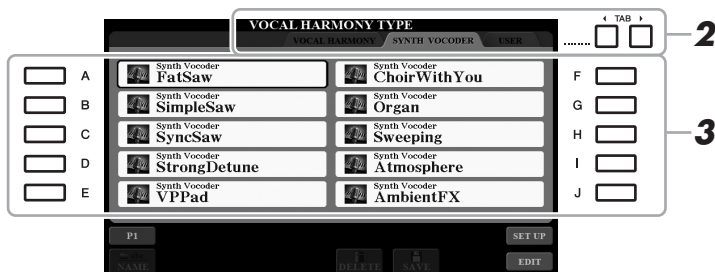 VOCAL HARMONY TYPE
TAB
2
VOCAL HARMONY SYNTH VOCODER USER
A Synth Vocoder FatSaw Synth Vocoder ChoirWithYou F
B Synth Vocoder SimpleSaw Synth Vocoder Organ G
3
C Synth Vocoder SyncSaw Synth Vocoder Sweeping H
D Synth Vocoder StrongDetune Synth Vocoder Atmosphere I
E Synth Vocoder VPPad Synth Vocoder AmbientFX J
P1 SET UP
NAME DELETE SAVE EDIT